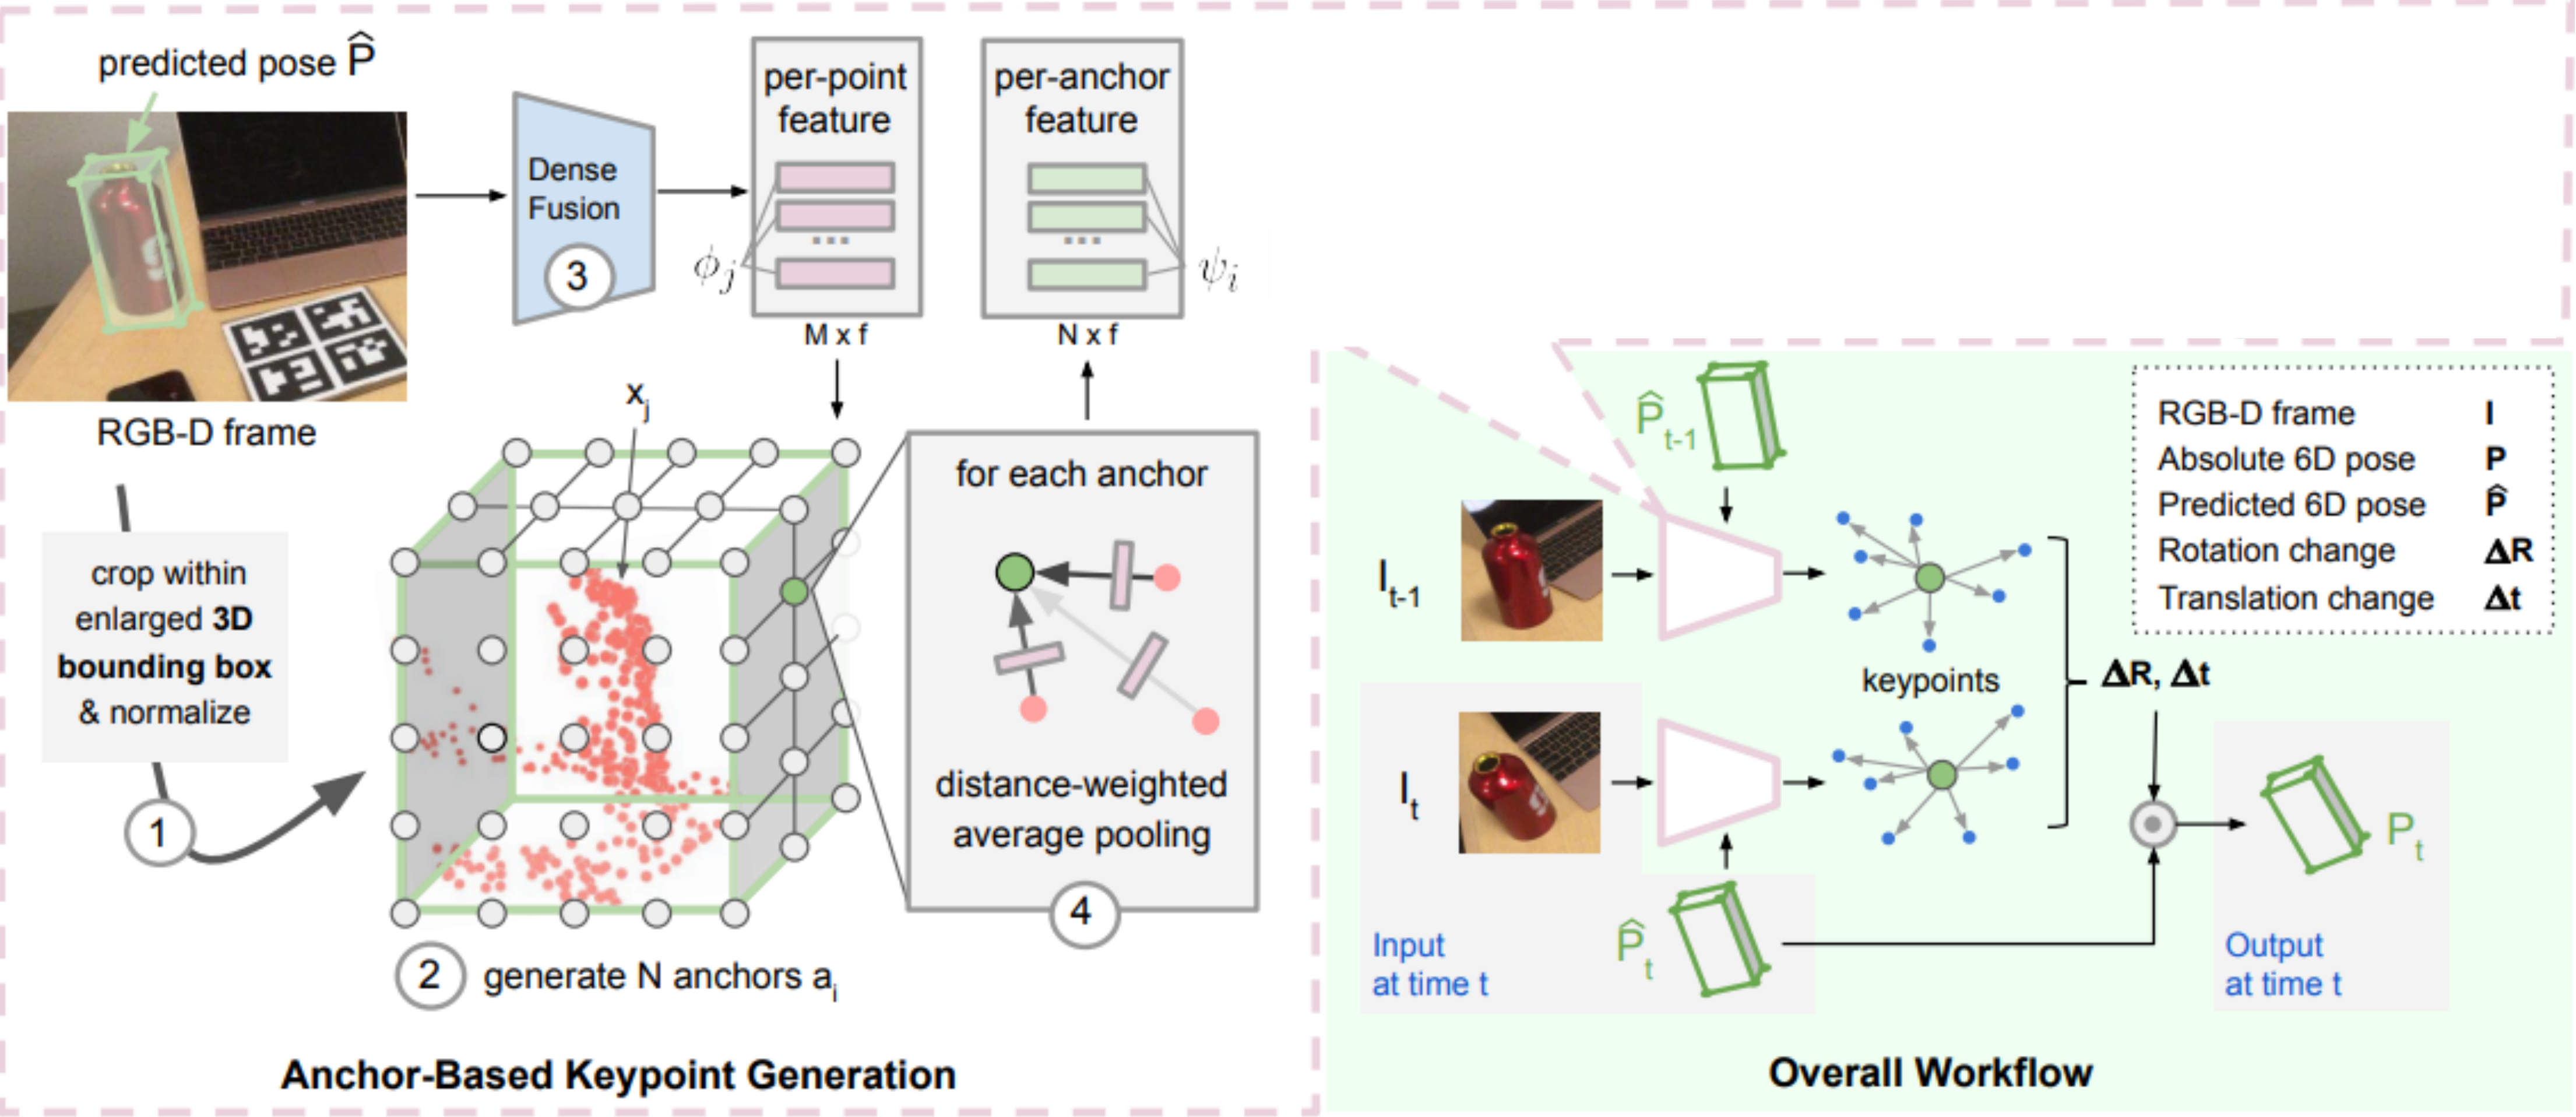 predicted pose P̂
RGB-D frame
crop within
enlarged 3D
bounding box
& normalize
1
Dense
Fusion
3
per-point
feature
...
ϕj
M x f
per-anchor
feature
...
ψi
N x f
xj
2 generate N anchors ai
for each anchor
distance-weighted
average pooling
4
Anchor-Based Keypoint Generation
P̂t-1
It-1
It
P̂t
keypoints
ΔR, Δt
Pt
Input
at time t
Output
at time t
RGB-D frame I
Absolute 6D pose P
Predicted 6D pose P̂
Rotation change ΔR
Translation change Δt
Overall Workflow